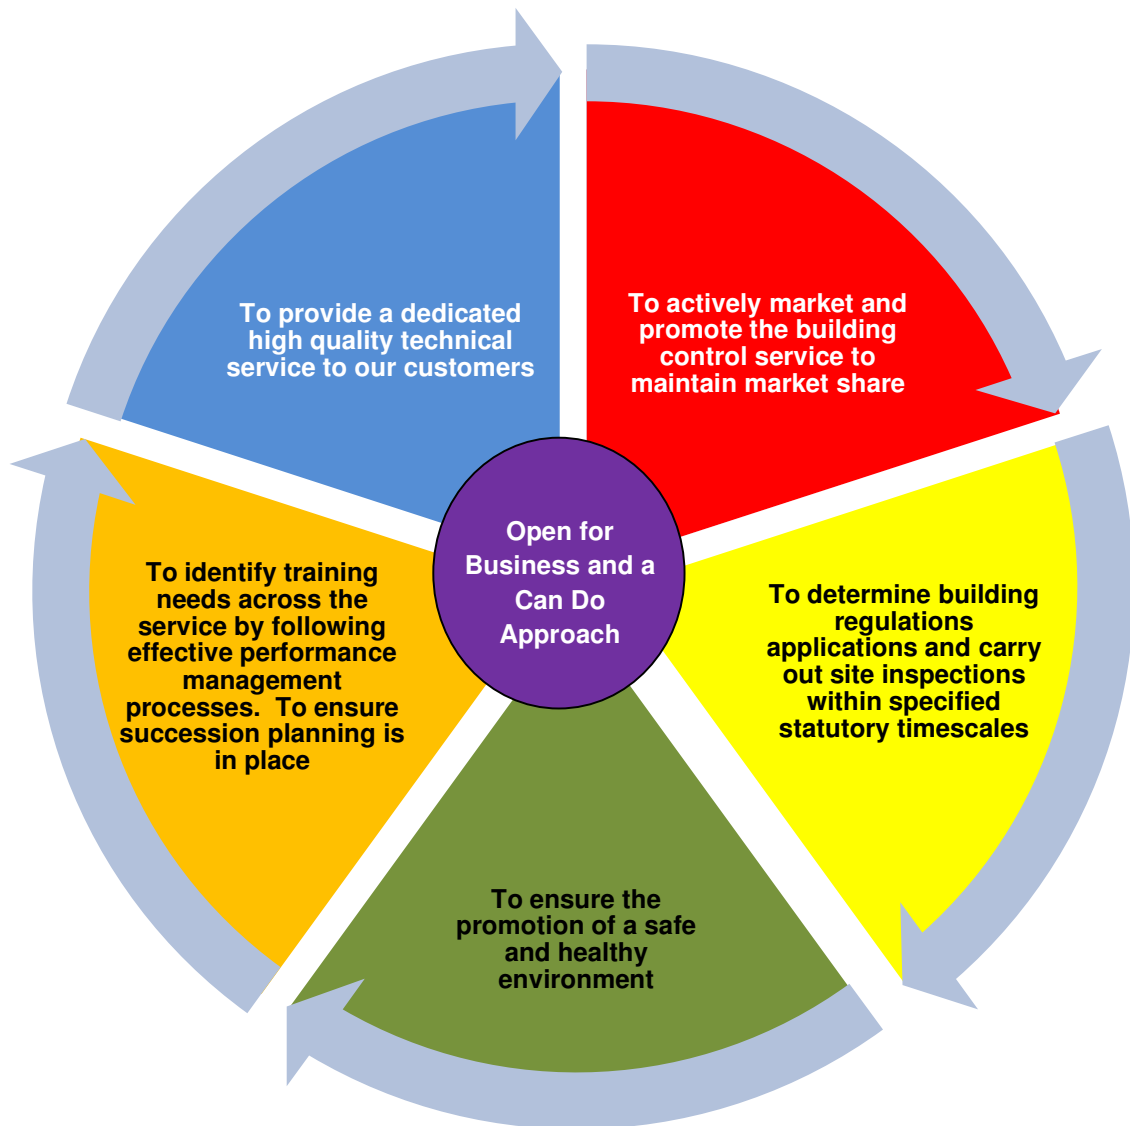 To provide a dedicated
high quality technical
service to our customers
To actively market and
promote the building
control service to
maintain market share
Open for
Business and a
Can Do
Approach
To identify training
needs across the
service by following
effective performance
management
processes.  To ensure
succession planning is
in place
To determine building
regulations
applications and carry
out site inspections
within specified
statutory timescales
To ensure the
promotion of a safe
and healthy
environment